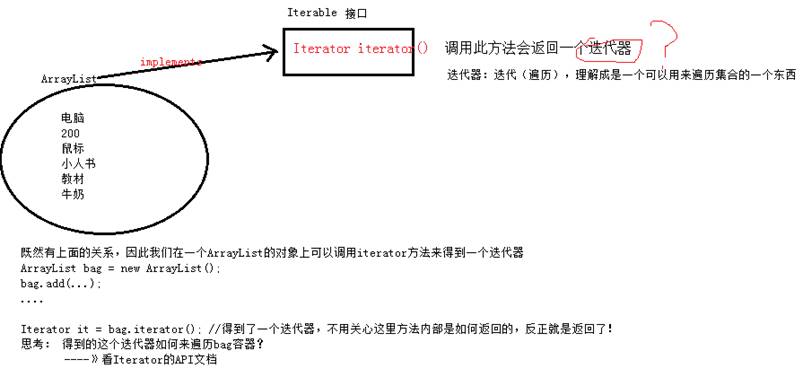 Iterable 接口
Iterator iterator() 调用此方法会返回一个迭代器 ?
implements
迭代器：迭代（遍历），理解成是一个可以用来遍历集合的一个东西
ArrayList
电脑
200
鼠标
小人书
教材
牛奶
既然有上面的关系，因此我们在一个ArrayList的对象上可以调用iterator方法来得到一个迭代器
ArrayList bag = new ArrayList();
bag.add(...);
....
Iterator it = bag.iterator(); //得到了一个迭代器，不用关心这里方法内部是如何返回的，反正就是返回了！
思考： 得到的这个迭代器如何来遍历bag容器？
----》看Iterator的API文档